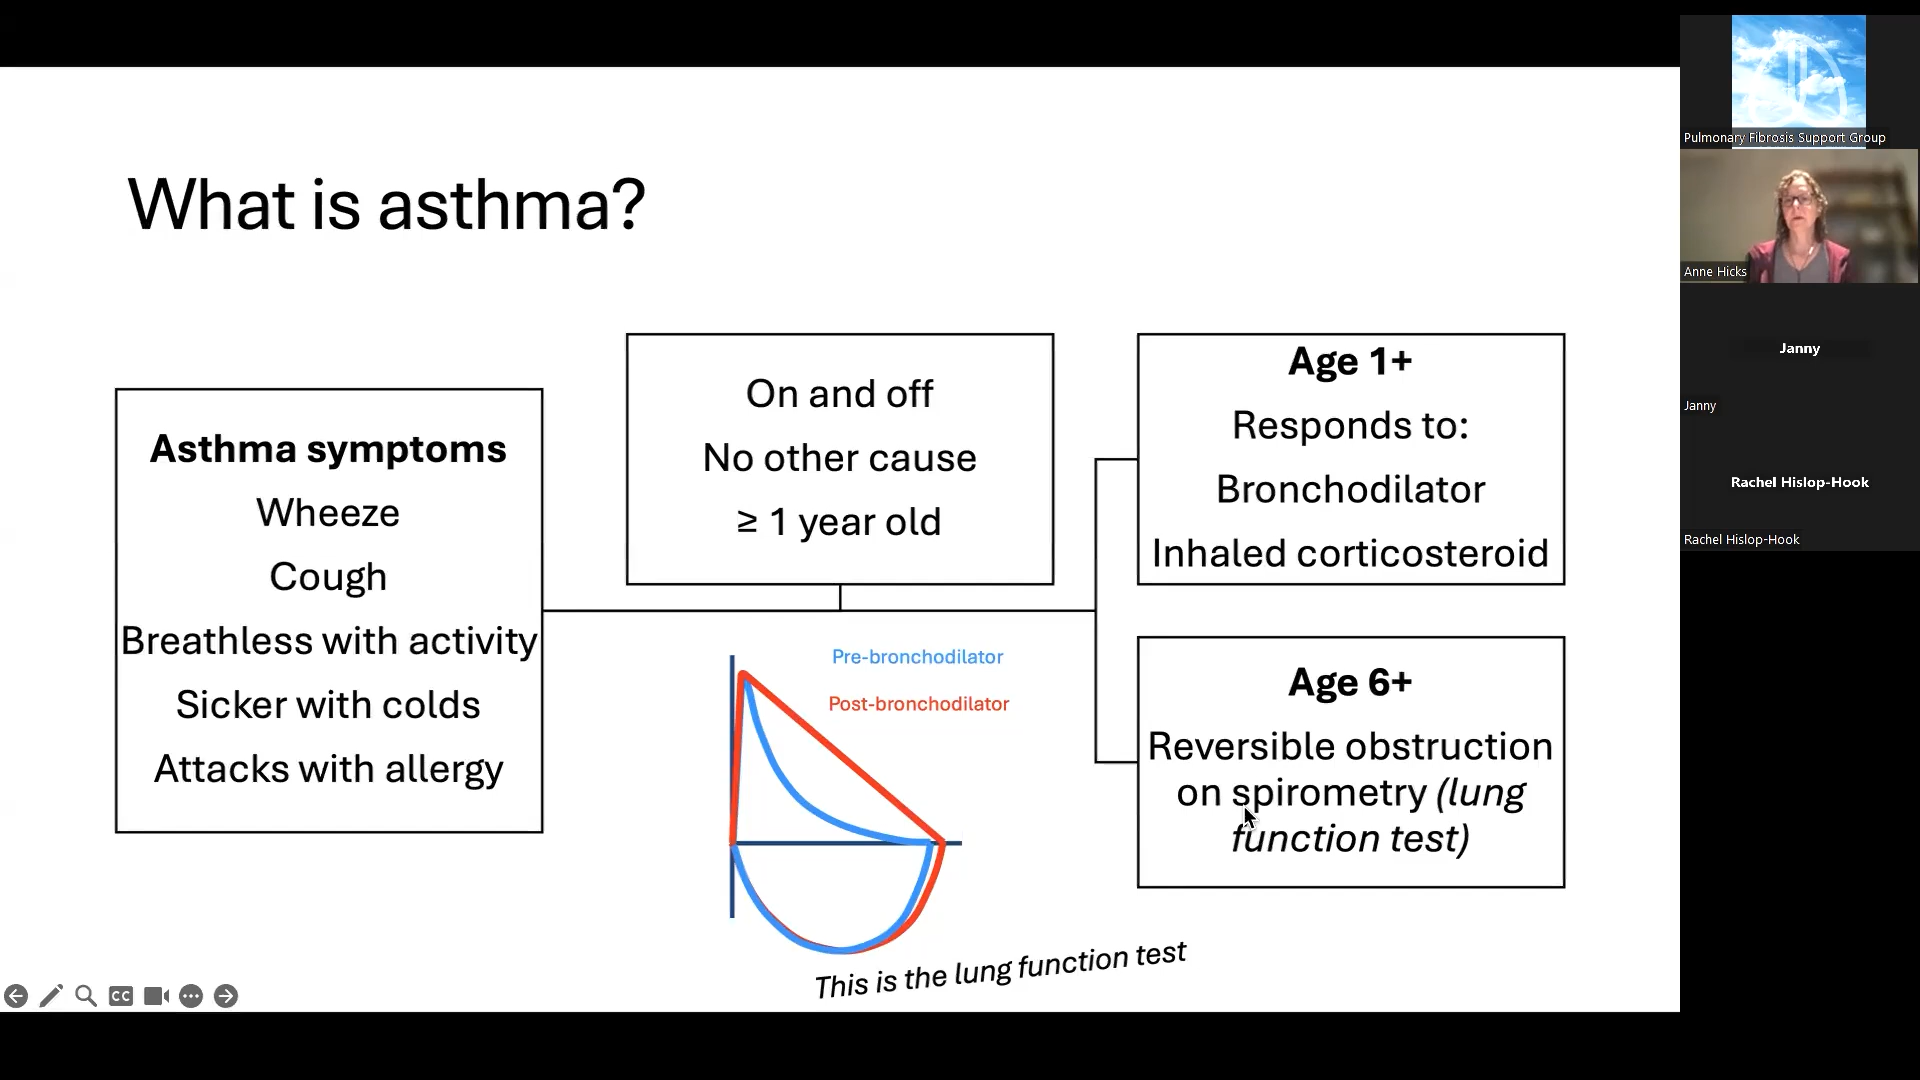 What is asthma?
Asthma symptoms
Wheeze
Cough
Breathless with activity
Sicker with colds
Attacks with allergy
On and off
No other cause
≥ 1 year old
Age 1+
Responds to:
Bronchodilator
Inhaled corticosteroid
Age 6+
Reversible obstruction
on spirometry (lung
function test)
Pre-bronchodilator
Post-bronchodilator
This is the lung function test
CC
Pulmonary Fibrosis Support Group
Anne Hicks
Janny
Janny
Rachel Hislop-Hook
Rachel Hislop-Hook